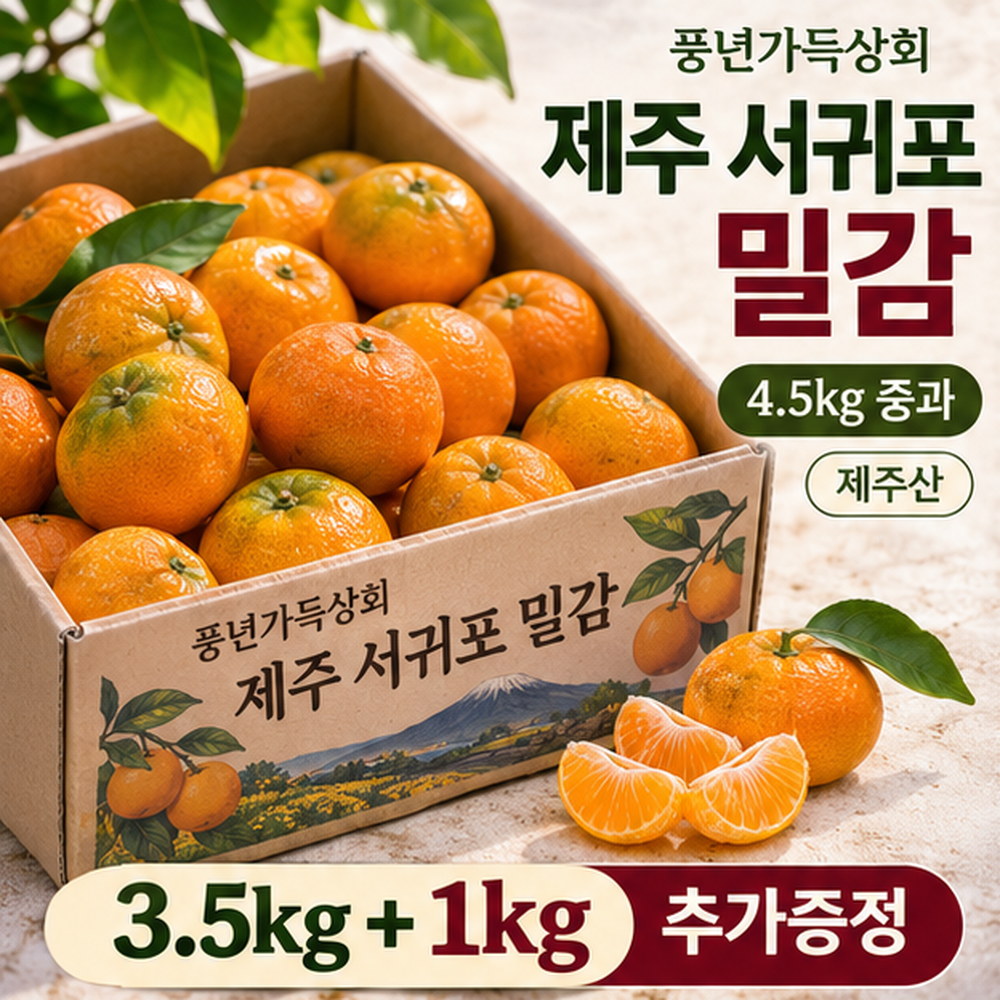 풍년가득상회
제주 서귀포
밀감
4.5kg 중과
제주산
풍년가득상회
제주 서귀포 밀감
3.5kg + 1kg 추가증정